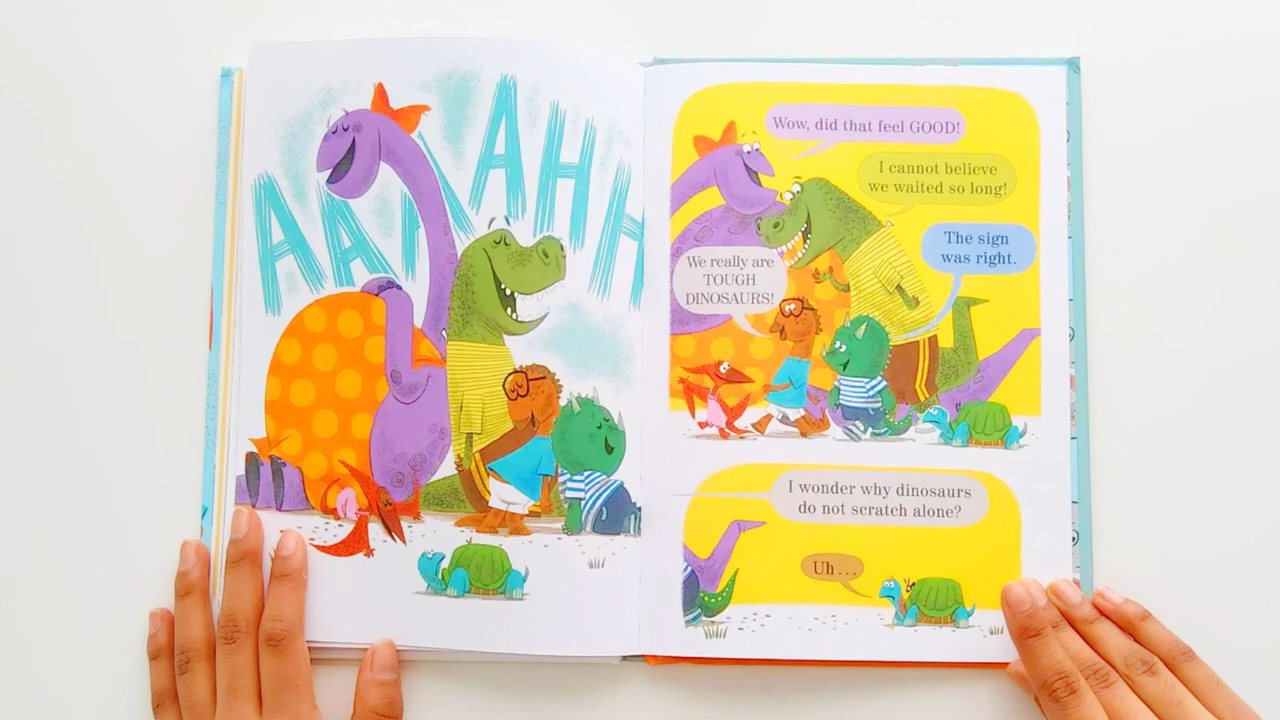 AAAAHHH
Wow, did that feel GOOD!
I cannot believe
we waited so long!
The sign
was right.
We really are
TOUGH
DINOSAURS!
I wonder why dinosaurs
do not scratch alone?
Uh . . .